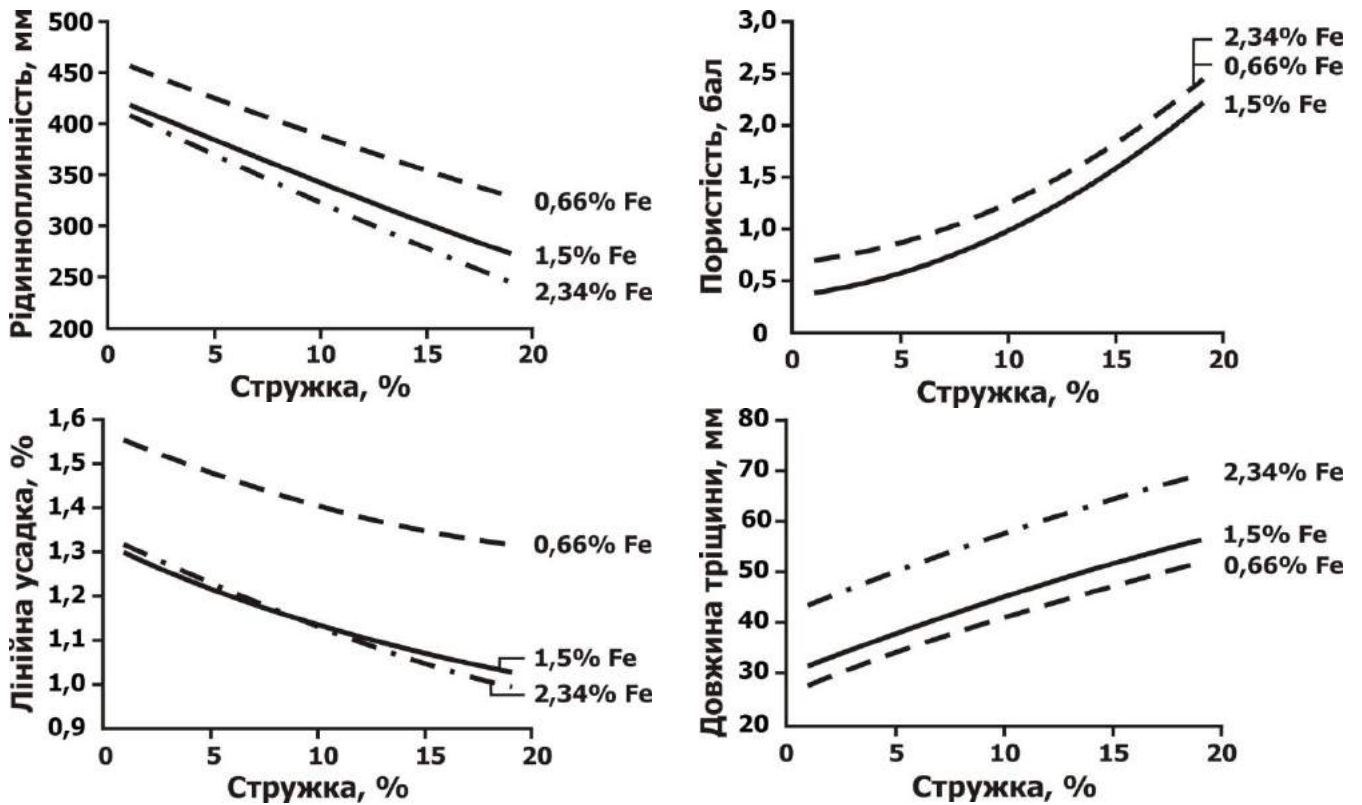 Рідинноплинність, мм
500
450
400
350
300
250
200
0
5
10
15
20
Стружка, %
0,66% Fe
1,5% Fe
2,34% Fe
Пористість, бал
3,0
2,5
2,0
1,5
1,0
0,5
0
0
5
10
15
20
Стружка, %
2,34% Fe
0,66% Fe
1,5% Fe
Лінійна усадка, %
1,6
1,5
1,4
1,3
1,2
1,1
1,0
0,9
0
5
10
15
20
Стружка, %
0,66% Fe
1,5% Fe
2,34% Fe
Довжина тріщини, мм
80
70
60
50
40
30
20
0
5
10
15
20
Стружка, %
2,34% Fe
1,5% Fe
0,66% Fe